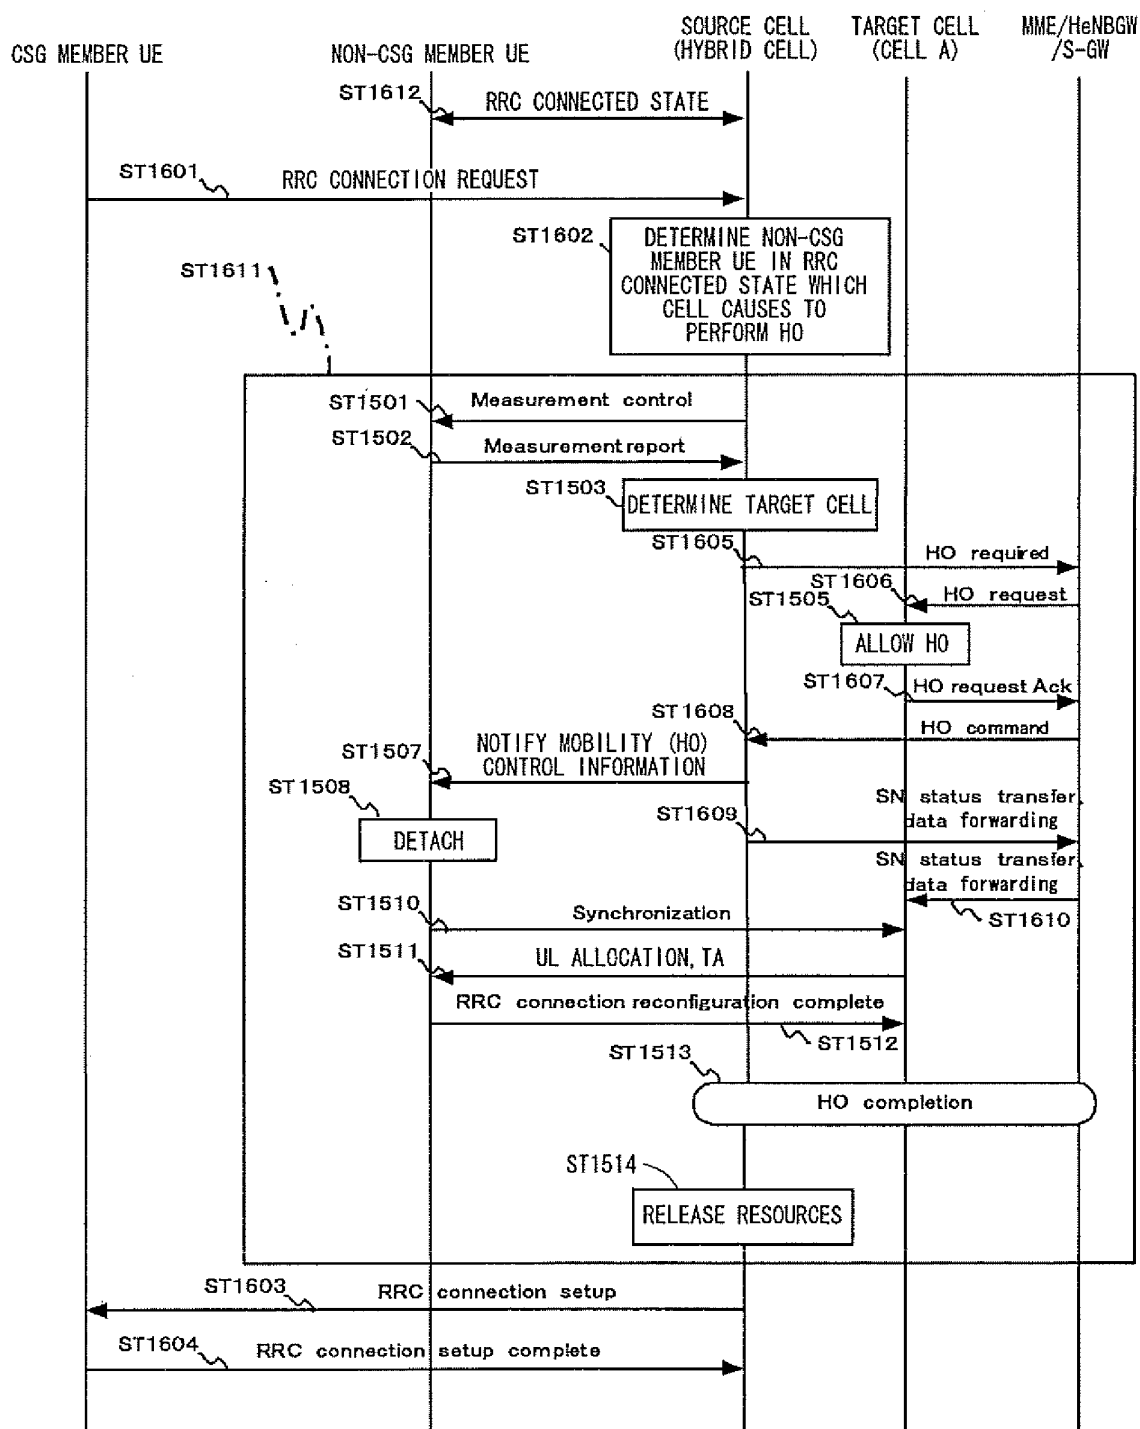 CSG MEMBER UE
NON-CSG MEMBER UE
SOURCE CELL
(HYBRID CELL)
TARGET CELL
(CELL A)
MME/HeNBGW
/S-GW
ST1612
RRC CONNECTED STATE
ST1601
RRC CONNECTION REQUEST
ST1602
DETERMINE NON-CSG
MEMBER UE IN RRC
CONNECTED STATE WHICH
CELL CAUSES TO
PERFORM HO
ST1611
ST1501
Measurement control
ST1502
Measurement report
ST1503
DETERMINE TARGET CELL
ST1605
HO required
ST1606
HO request
ST1505
ALLOW HO
ST1607
HO request Ack
ST1608
HO command
ST1507
NOTIFY MOBILITY (HO)
CONTROL INFORMATION
ST1508
DETACH
ST1609
SN status transfer,
data forwarding
SN status transfer,
data forwarding
ST1610
ST1510
Synchronization
ST1511
UL ALLOCATION, TA
RRC connection reconfiguration complete
ST1512
ST1513
HO completion
ST1514
RELEASE RESOURCES
ST1603
RRC connection setup
ST1604
RRC connection setup complete